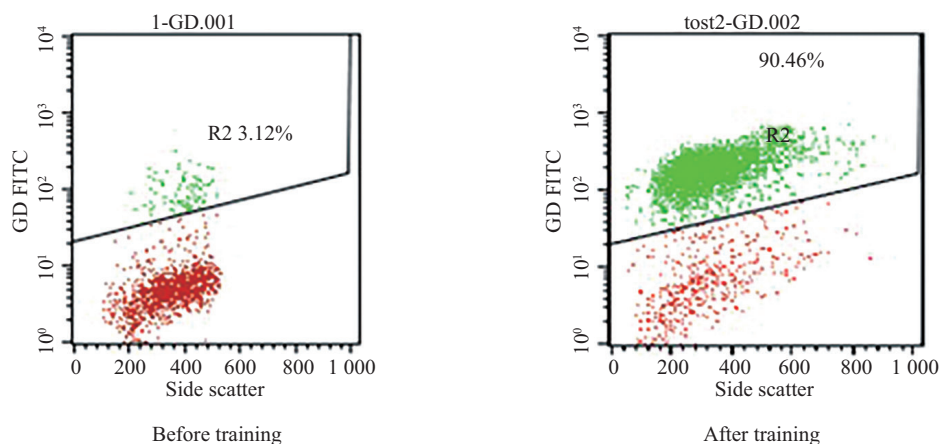 1-GD.001
10⁴
10³
10²
10¹
10⁰
GD FITC
R2 3.12%
0 200 400 600 800 1 000
Side scatter
Before training
tost2-GD.002
10⁴
10³
10²
10¹
10⁰
GD FITC
90.46%
R2
0 200 400 600 800 1 000
Side scatter
After training